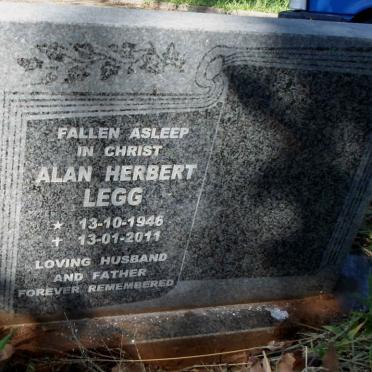 FALLEN ASLEEP
IN CHRIST
ALAN HERBERT
LEGG
★ 13-10-1946
✝ 13-01-2011
LOVING HUSBAND
AND FATHER
FOREVER REMEMBERED